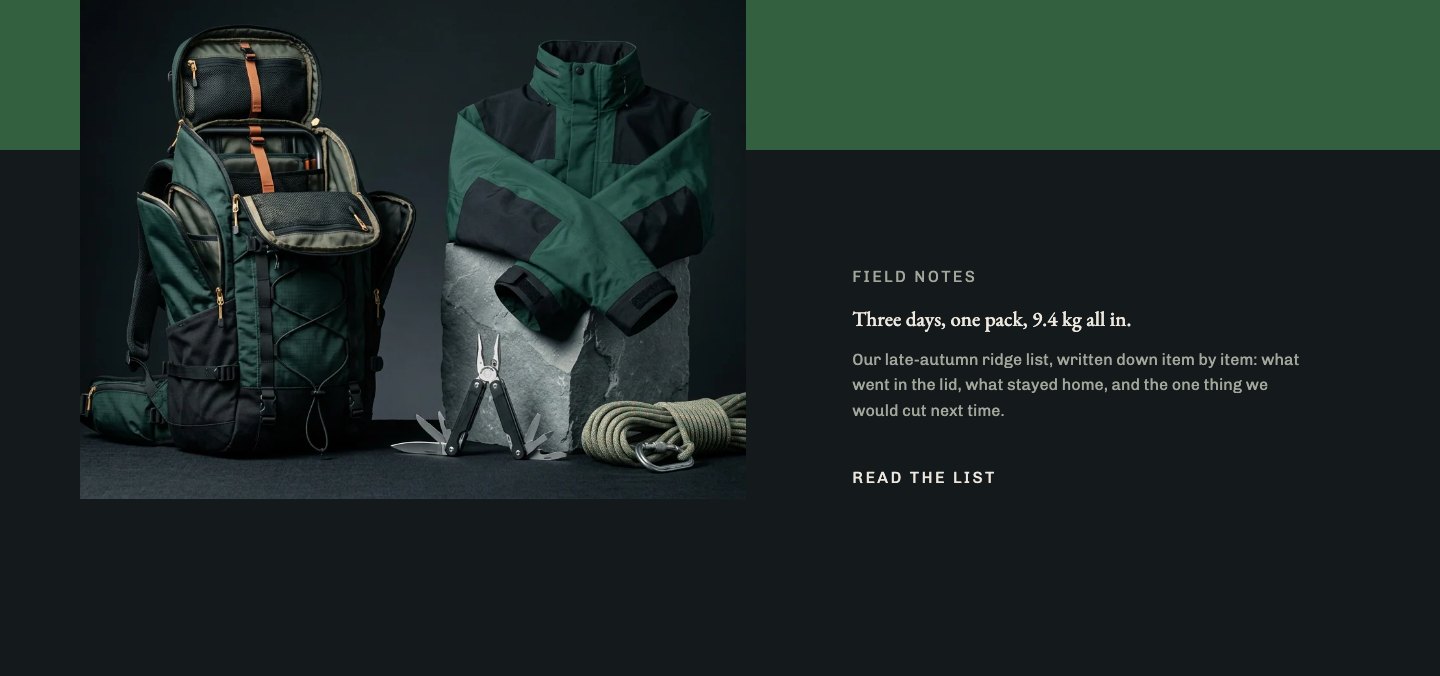 FIELD NOTES
Three days, one pack, 9.4 kg all in.
Our late-autumn ridge list, written down item by item: what
went in the lid, what stayed home, and the one thing we
would cut next time.
READ THE LIST